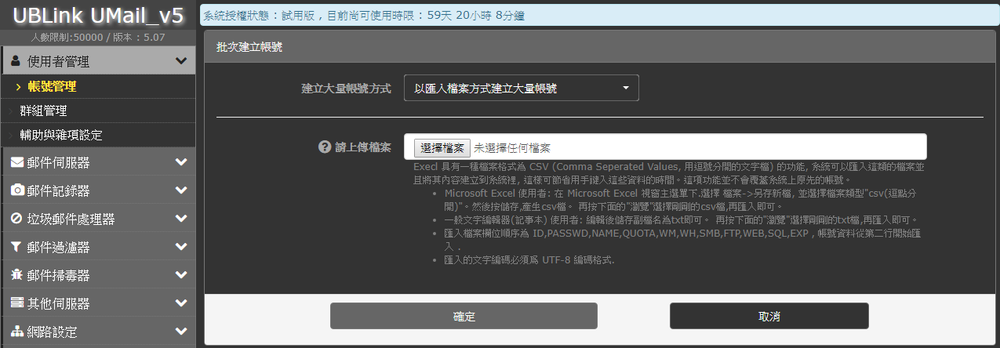 UBLink UMail_v5
人數限制:50000 / 版本 : 5.07
使用者管理
帳號管理
群組管理
輔助與雜項設定
郵件伺服器
郵件記錄器
垃圾郵件處理器
郵件過濾器
郵件掃毒器
其他伺服器
網路設定
系統授權狀態 : 試用版 , 目前尚可使用時限 : 59天 20小時 8分鐘
批次建立帳號
建立大量帳號方式
以匯入檔案方式建立大量帳號
請上傳檔案
選擇檔案 未選擇任何檔案
Execl 具有一種檔案格式為 CSV (Comma Seperated Values, 用逗號分開的文字檔) 的功能, 系統可以匯入這類的檔案並
且將其內容建立到系統裡, 這樣可節省用手鍵入這些資料的時間。這項功能並不會覆蓋系統上原先的帳號。
• Microsoft Excel 使用者: 在 Microsoft Excel 視窗主選單下.選擇 檔案->另存新檔, 並選擇檔案類型"csv(逗點分
開)"。然後按儲存,產生csv檔。 再按下面的"瀏覽"選擇剛剛的csv檔,再匯入即可。
• 一般文字編輯器(記事本) 使用者: 編輯後儲存副檔名為txt即可。 再按下面的"瀏覽"選擇剛剛的txt檔,再匯入即可。
• 匯入檔案欄位順序為 ID,PASSWD,NAME,QUOTA,WM,WH,SMB,FTP,WEB,SQL,EXP , 帳號資料從第二行開始匯
入 .
• 匯入的文字編碼必須為 UTF-8 編碼格式.
確定
取消